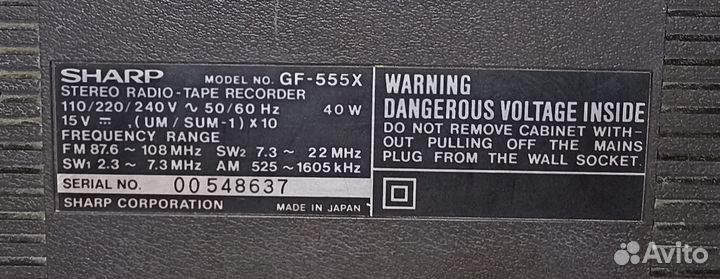 SHARP MODEL NO. GF-555X
STEREO RADIO-TAPE RECORDER
110/220/240 V ~ 50/60 Hz 40 W
15 V ⎓ ,(UM/SUM-1) X 10
FREQUENCY RANGE
FM 87.6 ~ 108 MHz SW2 7.3 ~ 22 MHz
SW1 2.3 ~ 7.3 MHz AM 525 ~ 1605 kHz
SERIAL NO. 00548637
SHARP CORPORATION MADE IN JAPAN
WARNING
DANGEROUS VOLTAGE INSIDE
DO NOT REMOVE CABINET WITH-
OUT PULLING OFF THE MAINS
PLUG FROM THE WALL SOCKET.
Avito